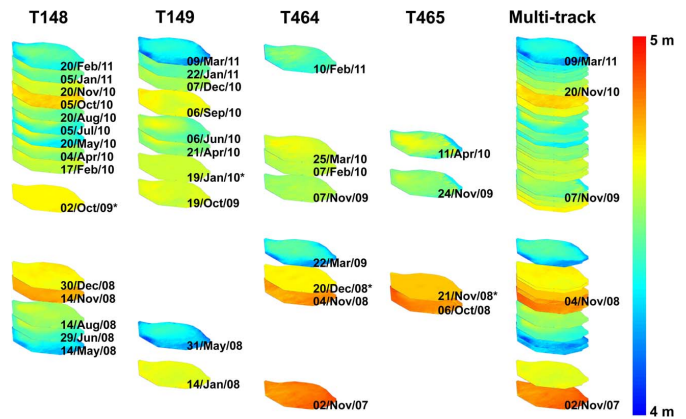 T148
T149
T464
T465
Multi-track
20/Feb/11
05/Jan/11
20/Nov/10
05/Oct/10
20/Aug/10
05/Jul/10
20/May/10
04/Apr/10
17/Feb/10
02/Oct/09*
30/Dec/08
14/Nov/08
14/Aug/08
29/Jun/08
14/May/08
09/Mar/11
22/Jan/11
07/Dec/10
06/Sep/10
06/Jun/10
21/Apr/10
19/Jan/10*
19/Oct/09
31/May/08
14/Jan/08
10/Feb/11
25/Mar/10
07/Feb/10
07/Nov/09
22/Mar/09
20/Dec/08*
04/Nov/08
02/Nov/07
11/Apr/10
24/Nov/09
21/Nov/08*
06/Oct/08
09/Mar/11
20/Nov/10
07/Nov/09
04/Nov/08
02/Nov/07
5 m
4 m